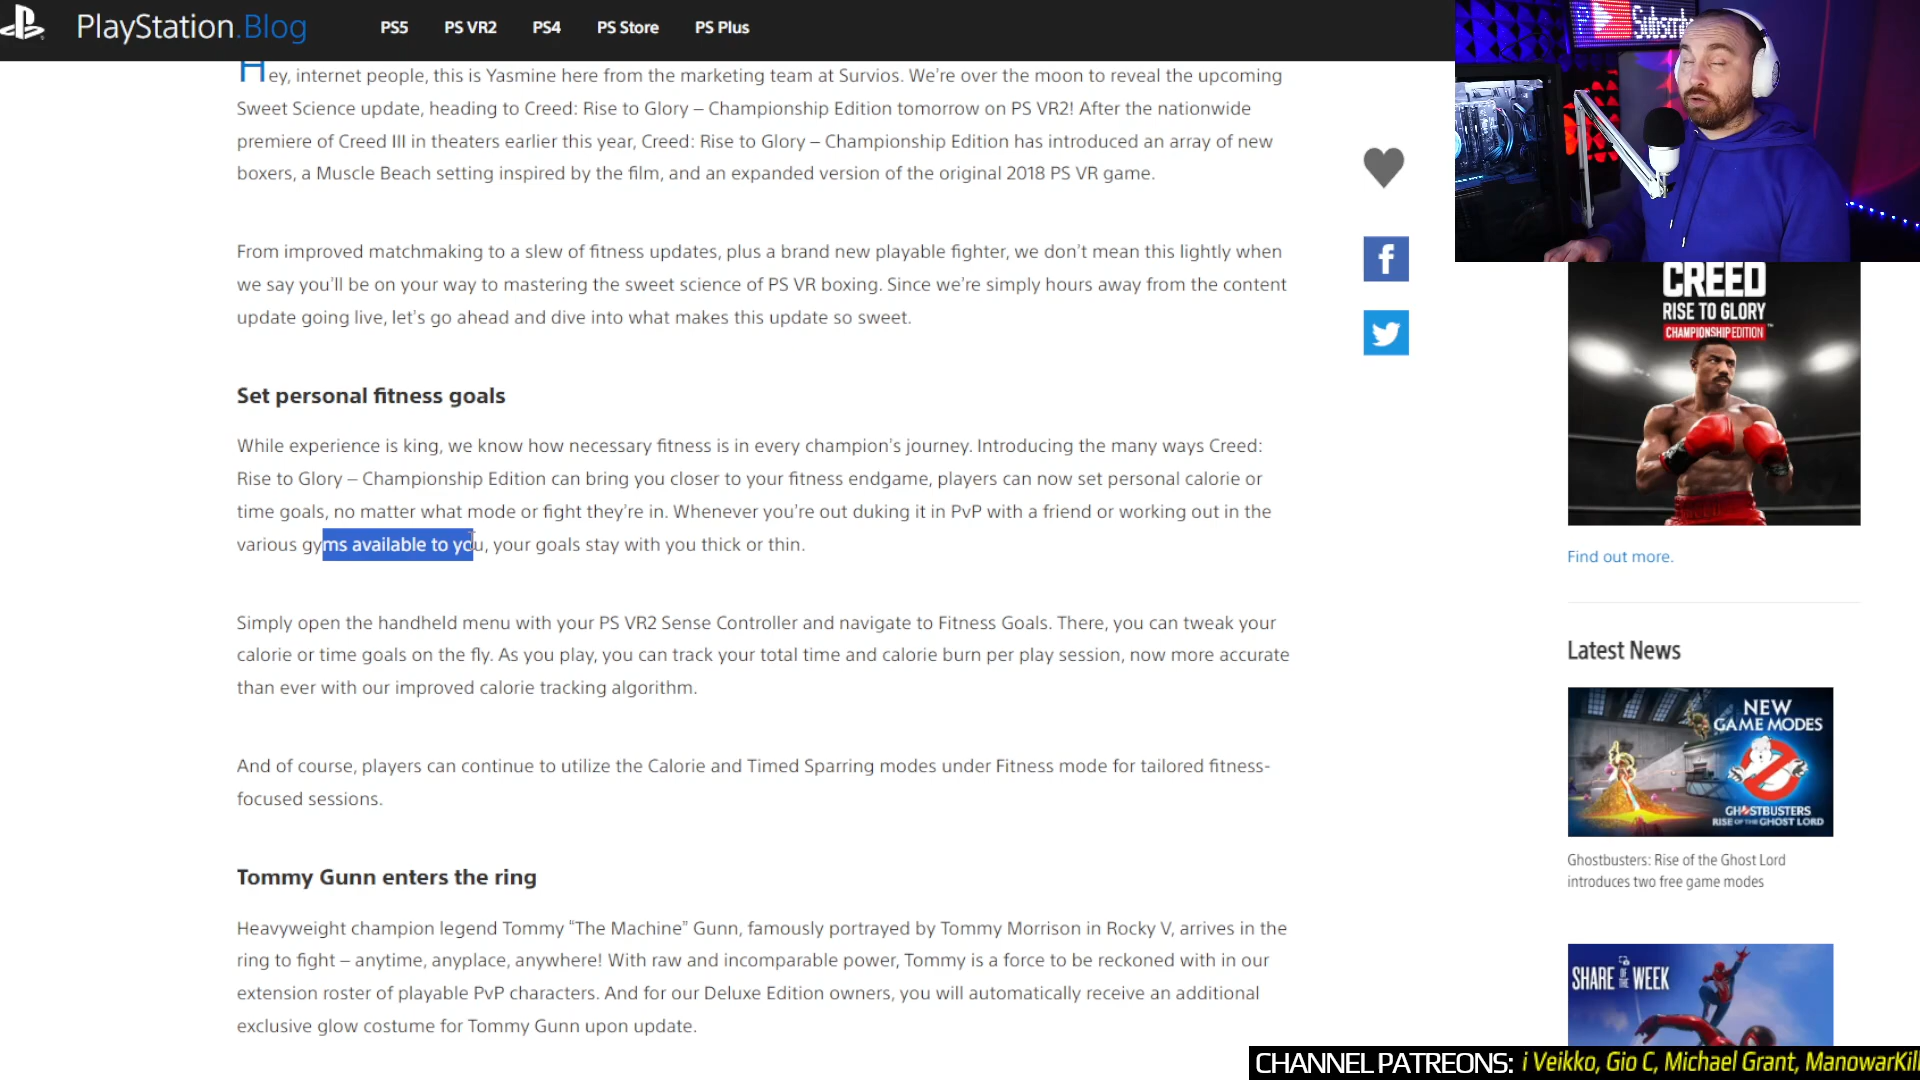 PlayStation.Blog
PS5 PS VR2 PS4 PS Store PS Plus
Hey, internet people, this is Yasmine here from the marketing team at Survios. We’re over the moon to reveal the upcoming
Sweet Science update, heading to Creed: Rise to Glory – Championship Edition tomorrow on PS VR2! After the nationwide
premiere of Creed III in theaters earlier this year, Creed: Rise to Glory – Championship Edition has introduced an array of new
boxers, a Muscle Beach setting inspired by the film, and an expanded version of the original 2018 PS VR game.
From improved matchmaking to a slew of fitness updates, plus a brand new playable fighter, we don’t mean this lightly when
we say you’ll be on your way to mastering the sweet science of PS VR boxing. Since we’re simply hours away from the content
update going live, let’s go ahead and dive into what makes this update so sweet.
Set personal fitness goals
While experience is king, we know how necessary fitness is in every champion’s journey. Introducing the many ways Creed:
Rise to Glory – Championship Edition can bring you closer to your fitness endgame, players can now set personal calorie or
time goals, no matter what mode or fight they’re in. Whenever you’re out duking it in PvP with a friend or working out in the
various gyms available to you, your goals stay with you thick or thin.
Simply open the handheld menu with your PS VR2 Sense Controller and navigate to Fitness Goals. There, you can tweak your
calorie or time goals on the fly. As you play, you can track your total time and calorie burn per play session, now more accurate
than ever with our improved calorie tracking algorithm.
And of course, players can continue to utilize the Calorie and Timed Sparring modes under Fitness mode for tailored fitness-
focused sessions.
Tommy Gunn enters the ring
Heavyweight champion legend Tommy “The Machine” Gunn, famously portrayed by Tommy Morrison in Rocky V, arrives in the
ring to fight – anytime, anyplace, anywhere! With raw and incomparable power, Tommy is a force to be reckoned with in our
extension roster of playable PvP characters. And for our Deluxe Edition owners, you will automatically receive an additional
exclusive glow costume for Tommy Gunn upon update.
CREED
RISE TO GLORY
CHAMPIONSHIP EDITION™
Find out more.
Latest News
NEW
GAME MODES
GHOSTBUSTERS
RISE OF THE GHOST LORD
Ghostbusters: Rise of the Ghost Lord
introduces two free game modes
SHARE OF THE WEEK
CHANNEL PATREONS: i Veikko, Gio C, Michael Grant, ManowarKill